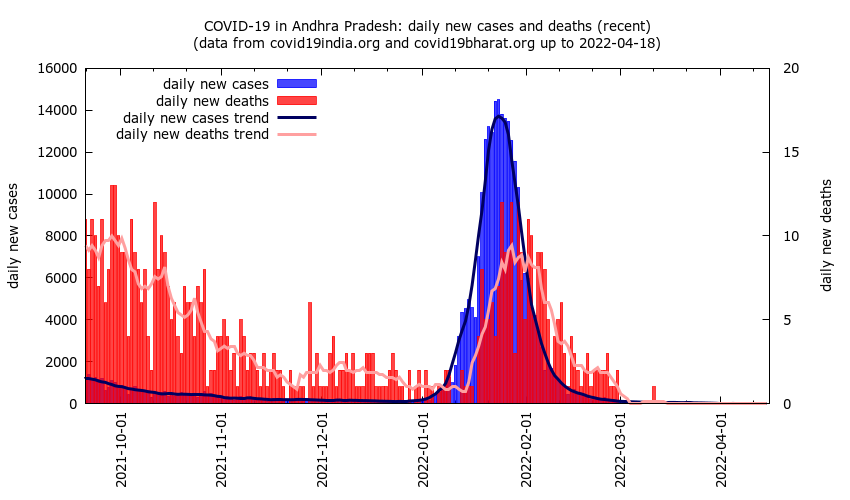 COVID-19 in Andhra Pradesh: daily new cases and deaths (recent)
(data from covid19india.org and covid19bharat.org up to 2022-04-18)
daily new cases
daily new deaths
daily new cases trend
daily new deaths trend
daily new cases
16000
14000
12000
10000
8000
6000
4000
2000
0
20
15
10
5
0
daily new deaths
2021-10-01
2021-11-01
2021-12-01
2022-01-01
2022-02-01
2022-03-01
2022-04-01